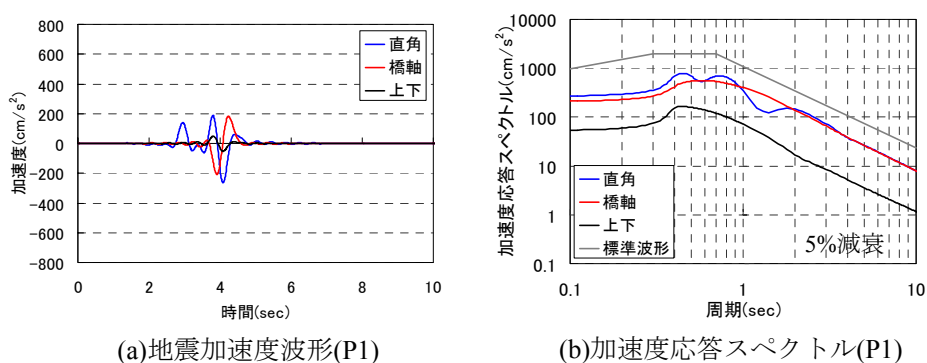 800
600
400
200
0
-200
-400
-600
-800
加速度(cm/s²)
直角
橋軸
上下
0 2 4 6 8 10
時間(sec)
(a)地震加速度波形(P1)
10000
1000
100
10
1
0.1
加速度応答スペクトル(cm/s²)
直角
橋軸
上下
標準波形
5%減衰
0.1 1 10
周期(sec)
(b)加速度応答スペクトル(P1)